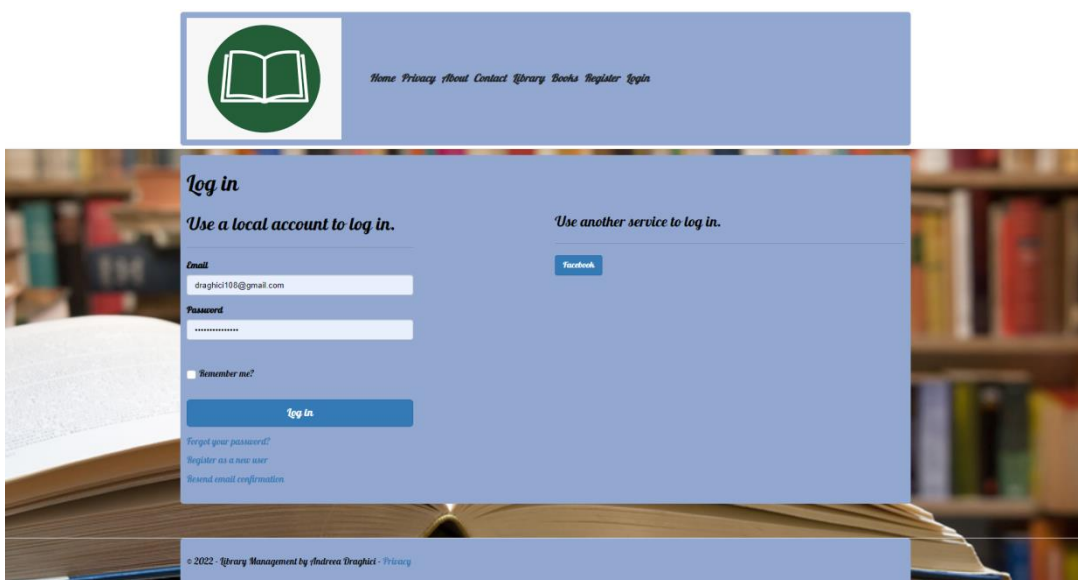 Home Privacy About Contact Library Books Register Login
Log in
Use a local account to log in.
Use another service to log in.
Email
Facebook
draghici108@gmail.com
Password
Remember me?
Log in
Forgot your password?
Register as a new user
Resend email confirmation
© 2022 - Library Management by Andreea Draghici - Privacy